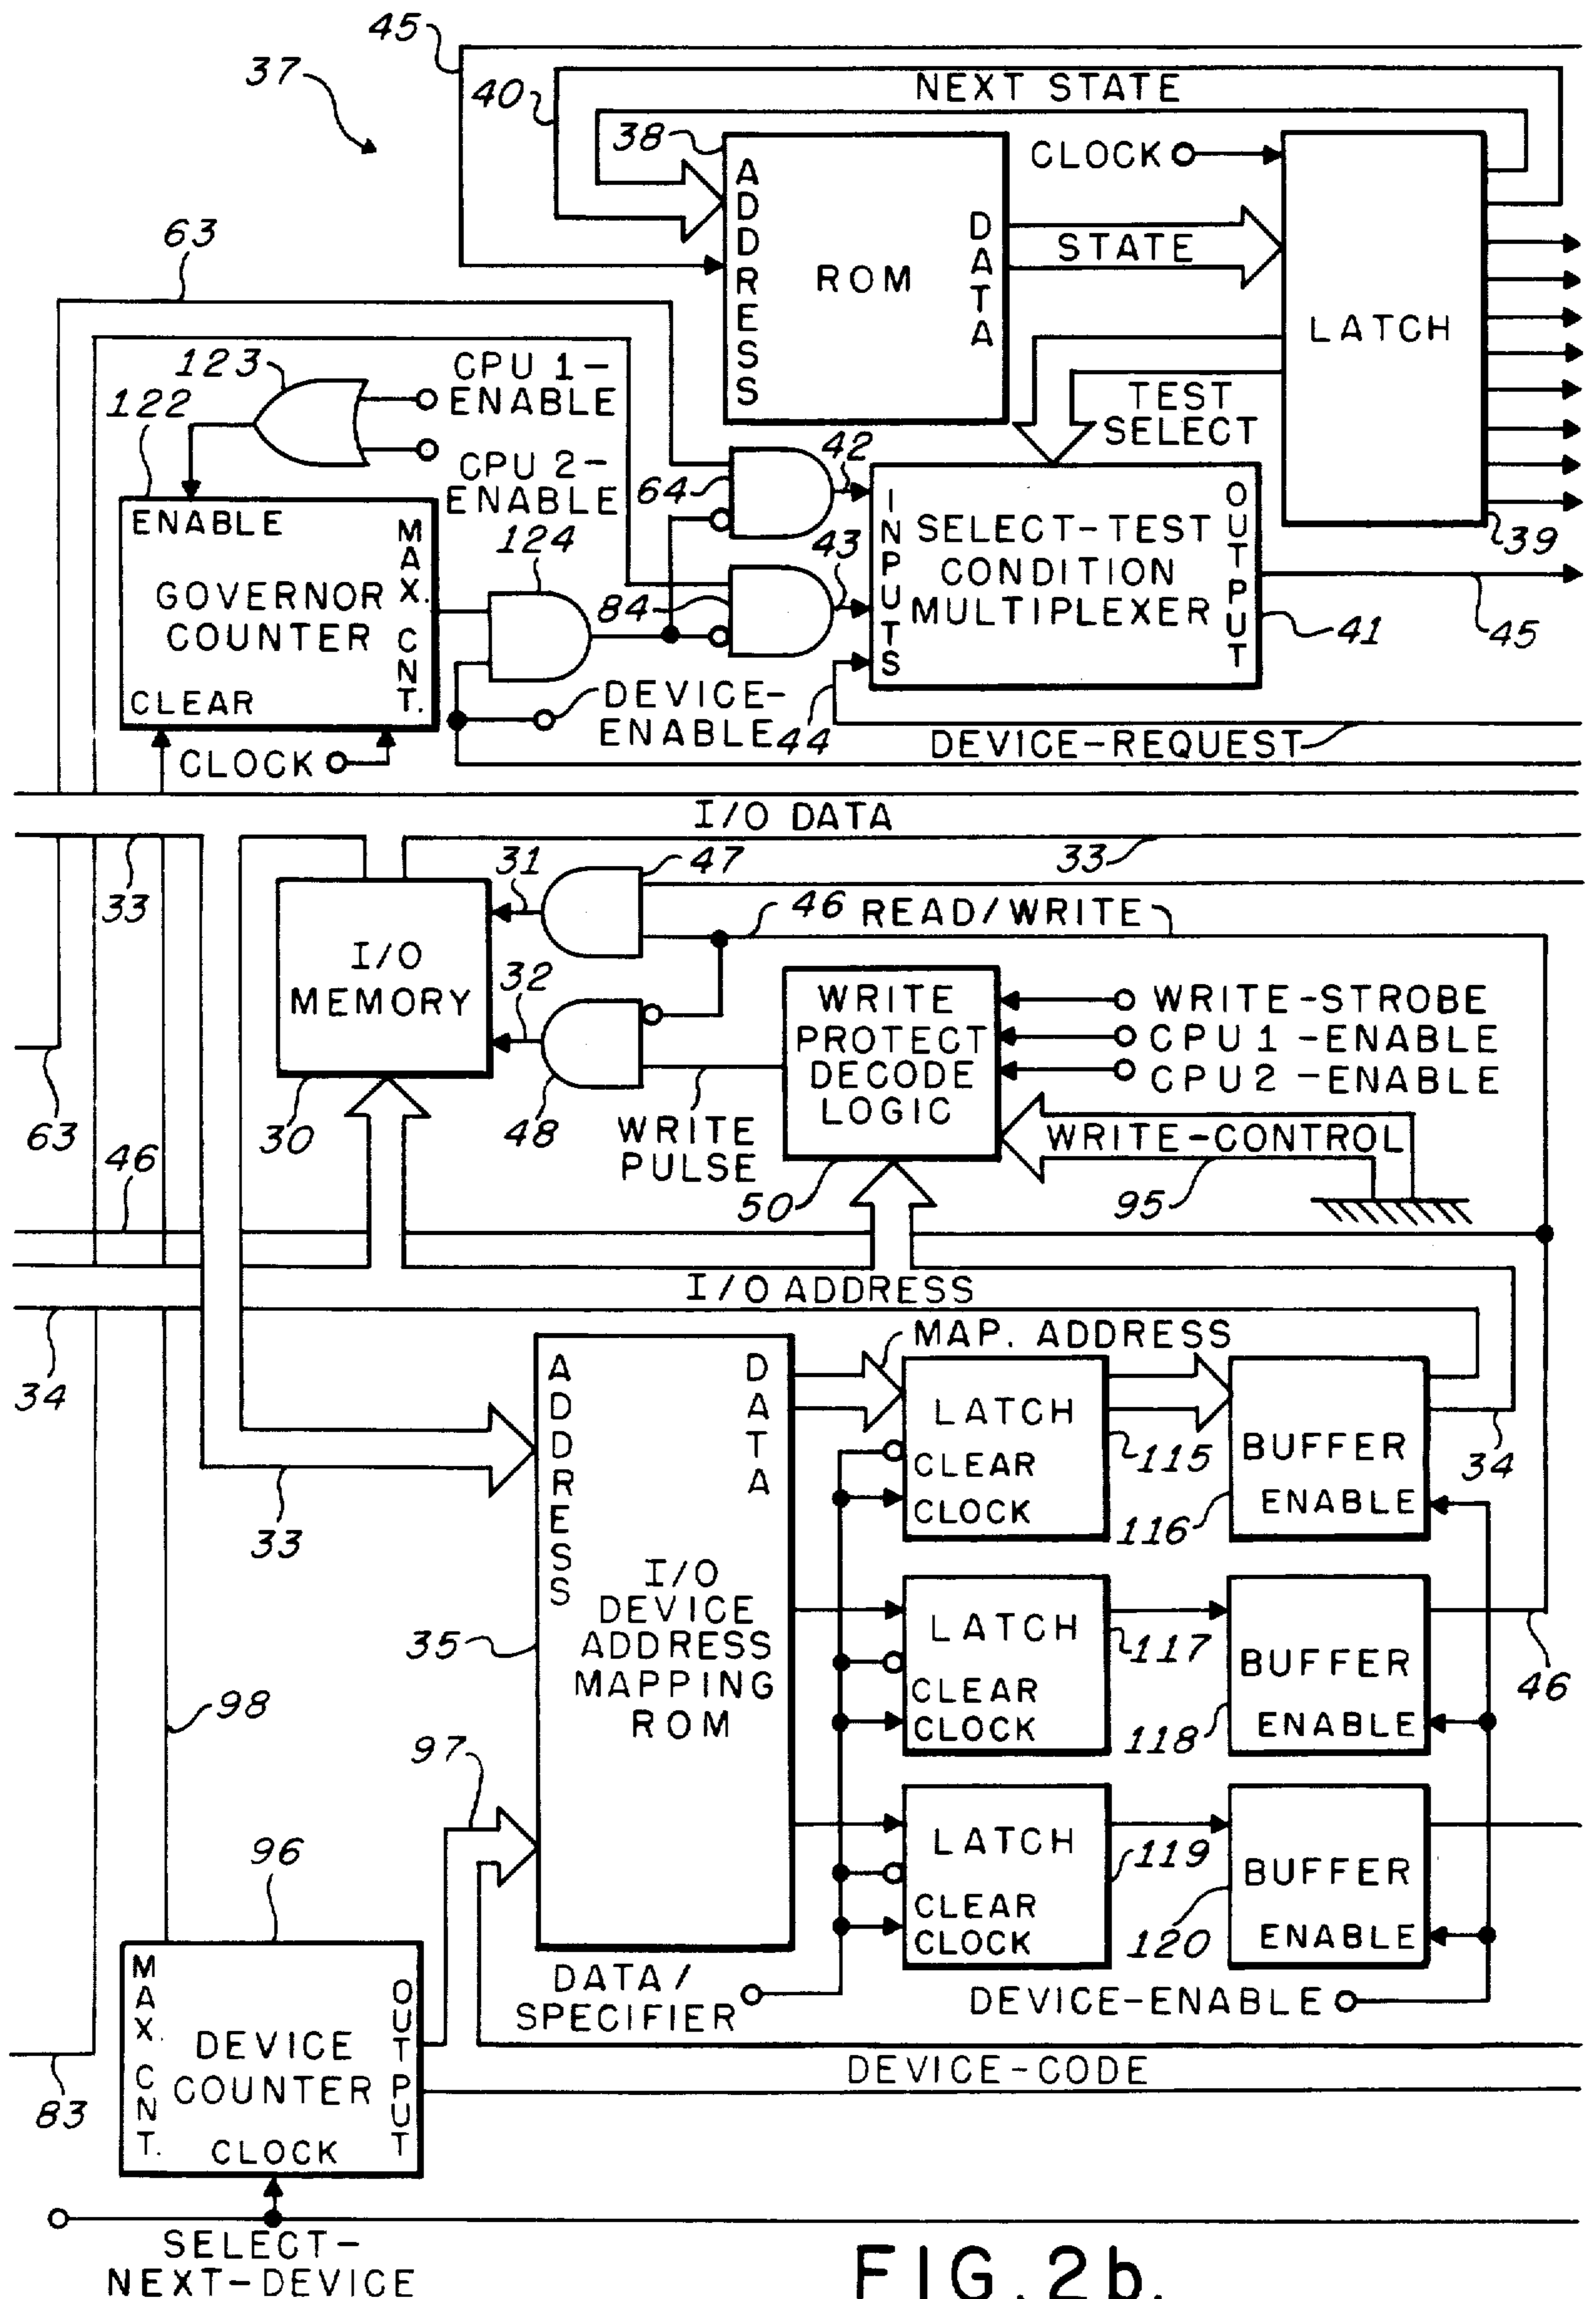 45
37
40
NEXT STATE
38
CLOCK
ADDRESS
ROM
DATA
STATE
LATCH
63
123
CPU 1-
ENABLE
122
CPU 2-
ENABLE
TEST
SELECT
42
64
ENABLE
MAX. CNT.
GOVERNOR
COUNTER
CLEAR
124
84
43
INPUTS
SELECT-TEST
CONDITION
MULTIPLEXER
OUTPUT
39
41
45
DEVICE-
ENABLE
44
CLOCK
DEVICE-REQUEST
I/O DATA
33
33
31
47
46
READ/WRITE
I/O
MEMORY
32
WRITE
PROTECT
DECODE
LOGIC
WRITE-STROBE
CPU 1 -ENABLE
CPU2 -ENABLE
63
30
48
WRITE
PULSE
WRITE-CONTROL
46
50
95
I/O ADDRESS
34
MAP. ADDRESS
ADDRESS
DATA
LATCH
CLEAR
CLOCK
115
BUFFER
ENABLE
34
33
116
I/O
DEVICE
ADDRESS
MAPPING
ROM
35
LATCH
CLEAR
CLOCK
117
BUFFER
ENABLE
46
98
118
97
LATCH
CLEAR
CLOCK
119
BUFFER
ENABLE
96
120
DATA/
SPECIFIER
DEVICE-ENABLE
MAX. CNT.
DEVICE
COUNTER
CLOCK
OUTPUT
DEVICE-CODE
83
SELECT-
NEXT-DEVICE
FIG. 2b.